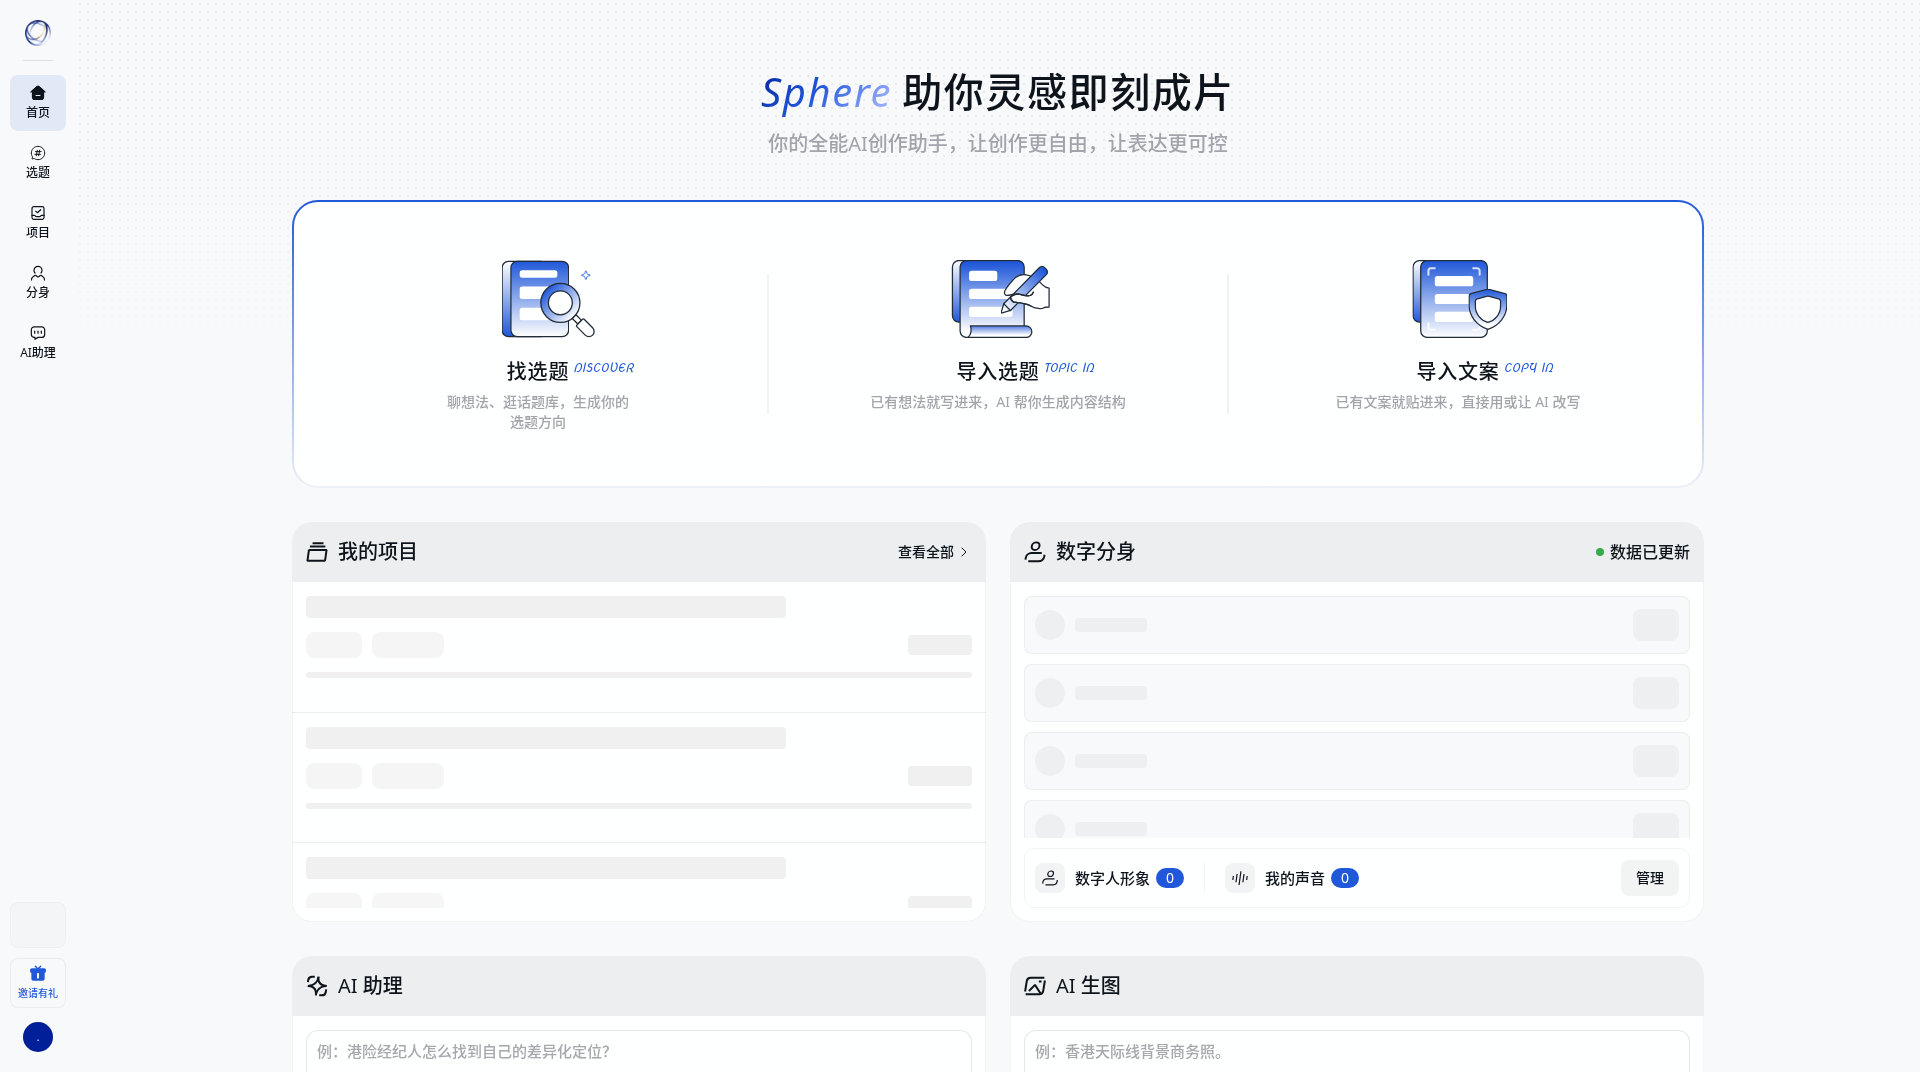 首页
选题
项目
分身
AI助理
邀请有礼
Sphere 助你灵感即刻成片
你的全能AI创作助手，让创作更自由，让表达更可控
找选题 DISCOVER
聊想法、逛话题库，生成你的
选题方向
导入选题 TOPIC IN
已有想法就写进来，AI 帮你生成内容结构
导入文案 COPY IN
已有文案就贴进来，直接用或让 AI 改写
我的项目
查看全部
数字分身
数据已更新
数字人形象 0
我的声音 0
管理
AI 助理
例：港险经纪人怎么找到自己的差异化定位?
AI 生图
例：香港天际线背景商务照。